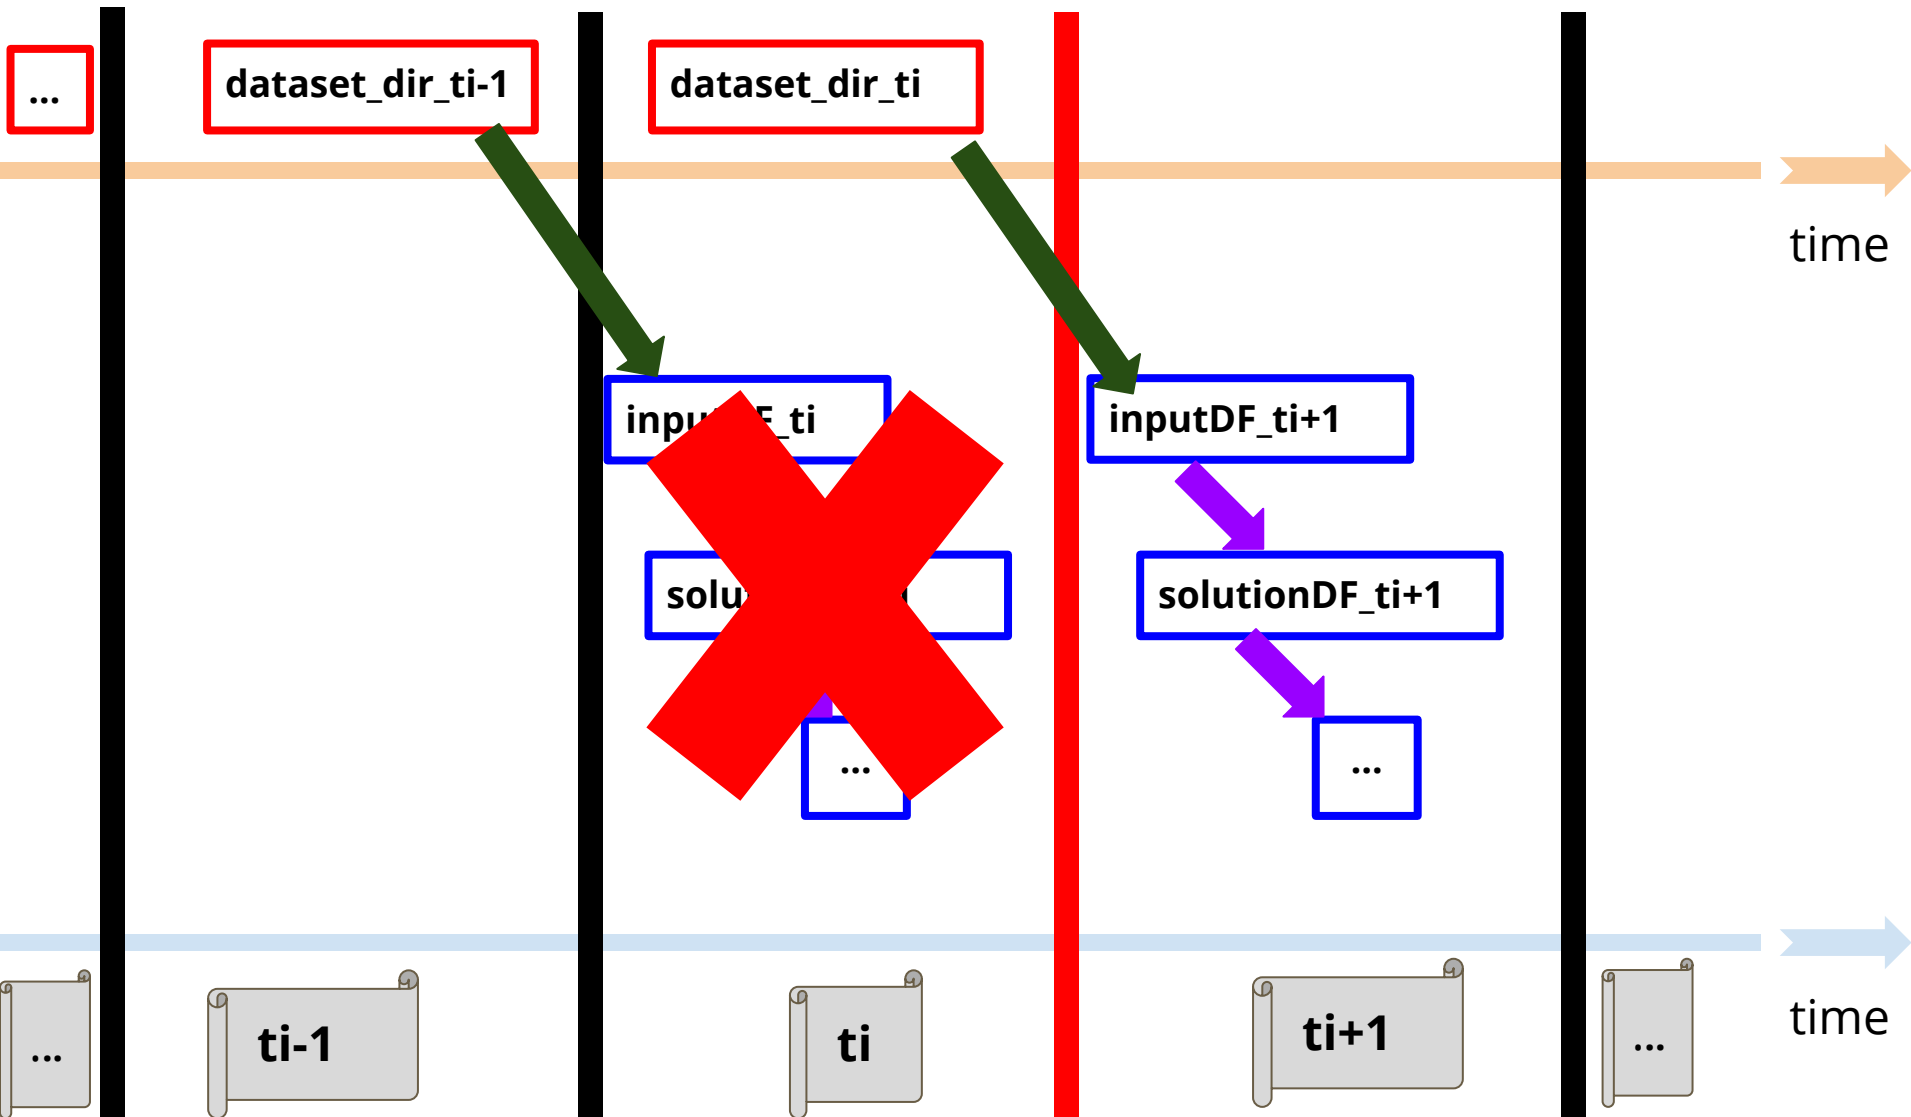 ...
dataset_dir_ti-1
dataset_dir_ti
time
inputDF_ti+1
solutionDF_ti+1
...
...
time
...
ti-1
ti
ti+1
...